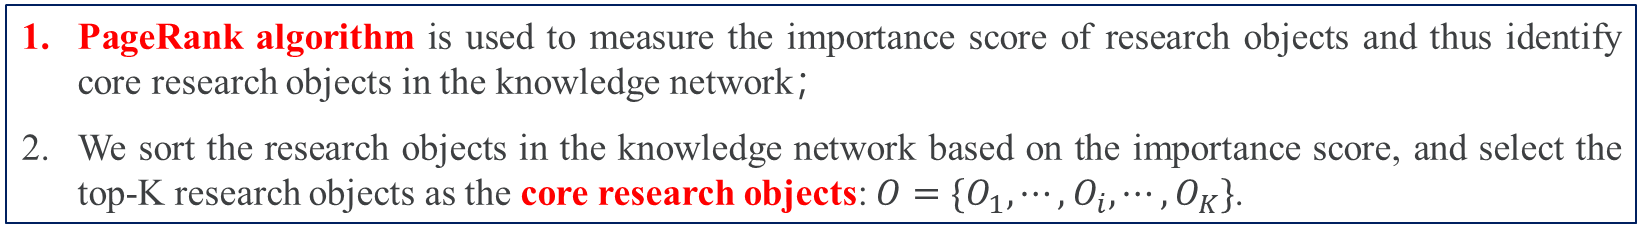 1. PageRank algorithm is used to measure the importance score of research objects and thus identify
core research objects in the knowledge network；
2. We sort the research objects in the knowledge network based on the importance score, and select the
top-K research objects as the core research objects: 𝑂 = {𝑂₁, ⋯ , 𝑂ᵢ, ⋯ , 𝑂_K}.